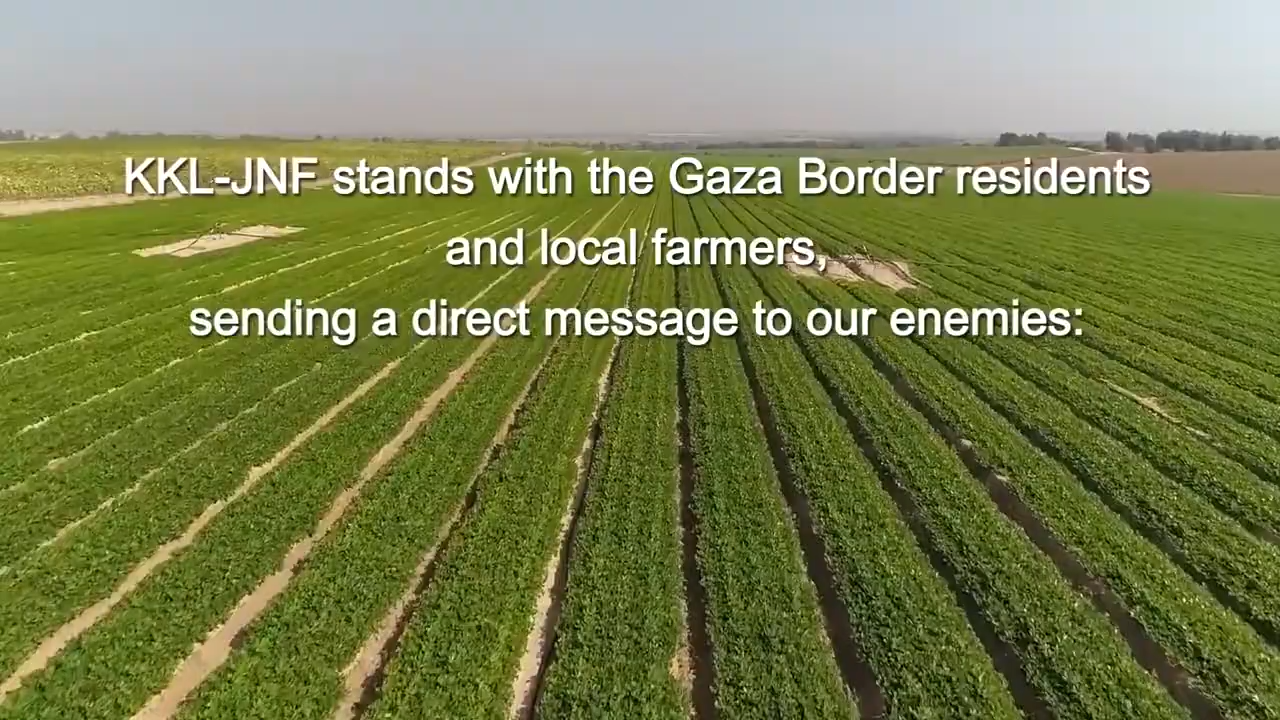 KKL-JNF stands with the Gaza Border residents
and local farmers,
sending a direct message to our enemies: